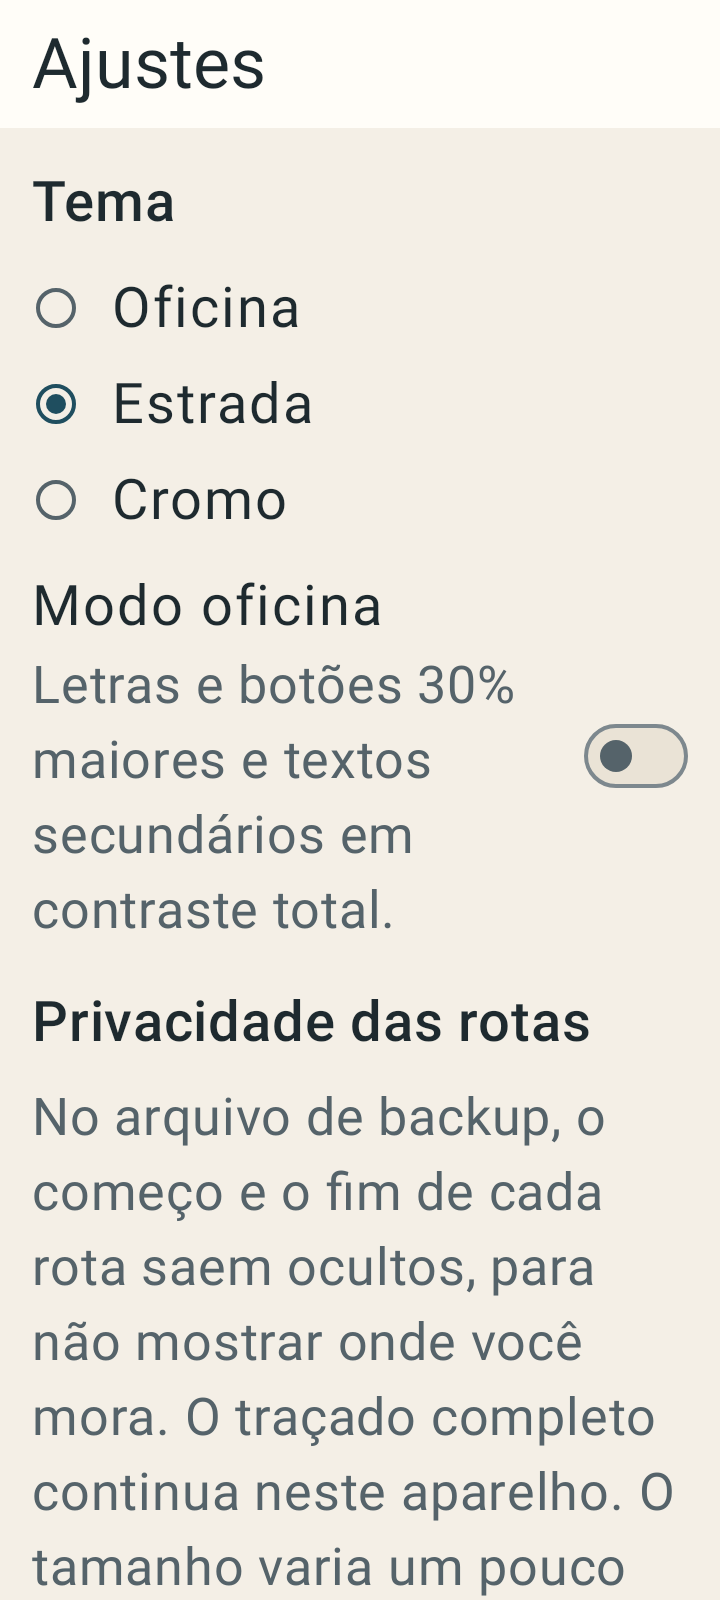 Ajustes
Tema
Oficina
Estrada
Cromo
Modo oficina
Letras e botões 30%
maiores e textos
secundários em
contraste total.
Privacidade das rotas
No arquivo de backup, o
começo e o fim de cada
rota saem ocultos, para
não mostrar onde você
mora. O traçado completo
continua neste aparelho. O
tamanho varia um pouco